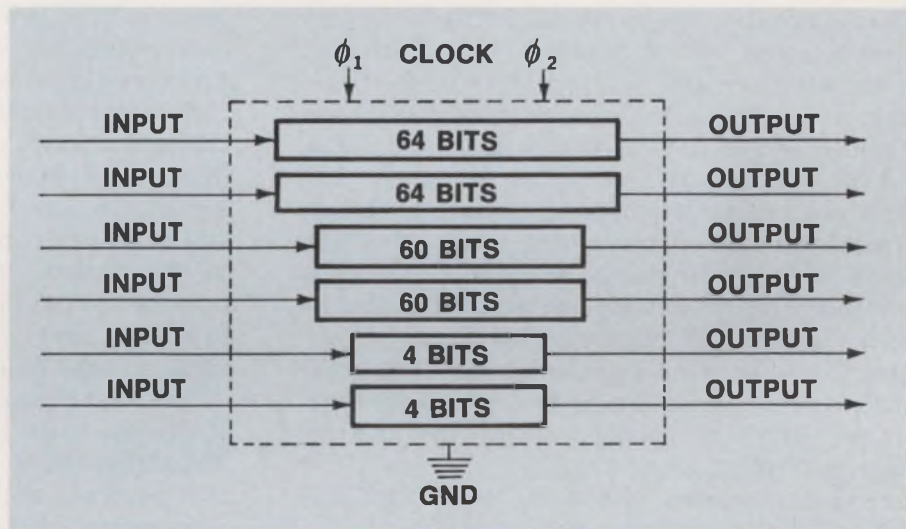 ϕ1 CLOCK ϕ2
INPUT 64 BITS OUTPUT
INPUT 64 BITS OUTPUT
INPUT 60 BITS OUTPUT
INPUT 60 BITS OUTPUT
INPUT 4 BITS OUTPUT
INPUT 4 BITS OUTPUT
GND